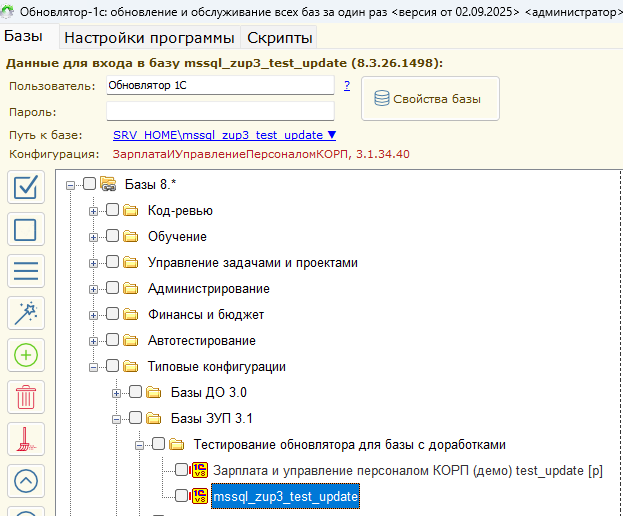 Обновлятор-1с: обновление и обслуживание всех баз за один раз <версия от 02.09.2025> <администратор>
Базы Настройки программы Скрипты
Данные для входа в базу mssql_zup3_test_update (8.3.26.1498):
Пользователь: Обновлятор 1С ? Свойства базы
Пароль:
Путь к базе: SRV_HOME\mssql_zup3_test_update ▼
Конфигурация: ЗарплатаИУправлениеПерсоналомКОРП, 3.1.34.40
Базы 8.*
Код-ревью
Обучение
Управление задачами и проектами
Администрирование
Финансы и бюджет
Автотестирование
Типовые конфигурации
Базы ДО 3.0
Базы ЗУП 3.1
Тестирование обновлятора для базы с доработками
Зарплата и управление персоналом КОРП (демо) test_update [p]
mssql_zup3_test_update